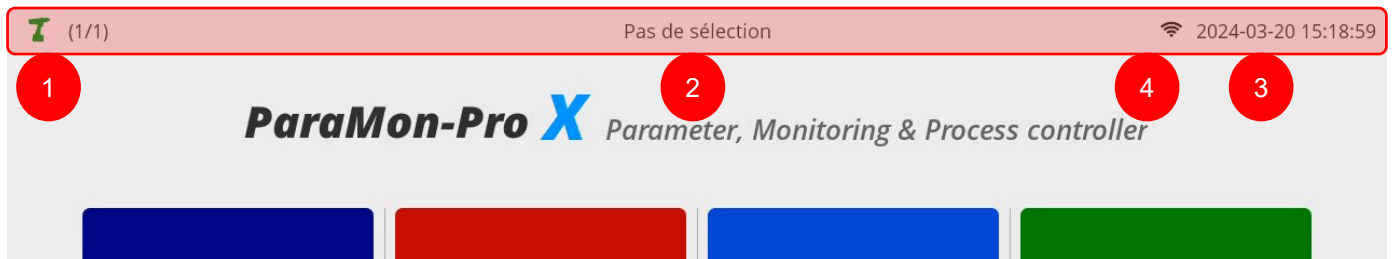 (1/1) Pas de sélection 2024-03-20 15:18:59
1 2 4 3
ParaMon-Pro X Parameter, Monitoring & Process controller